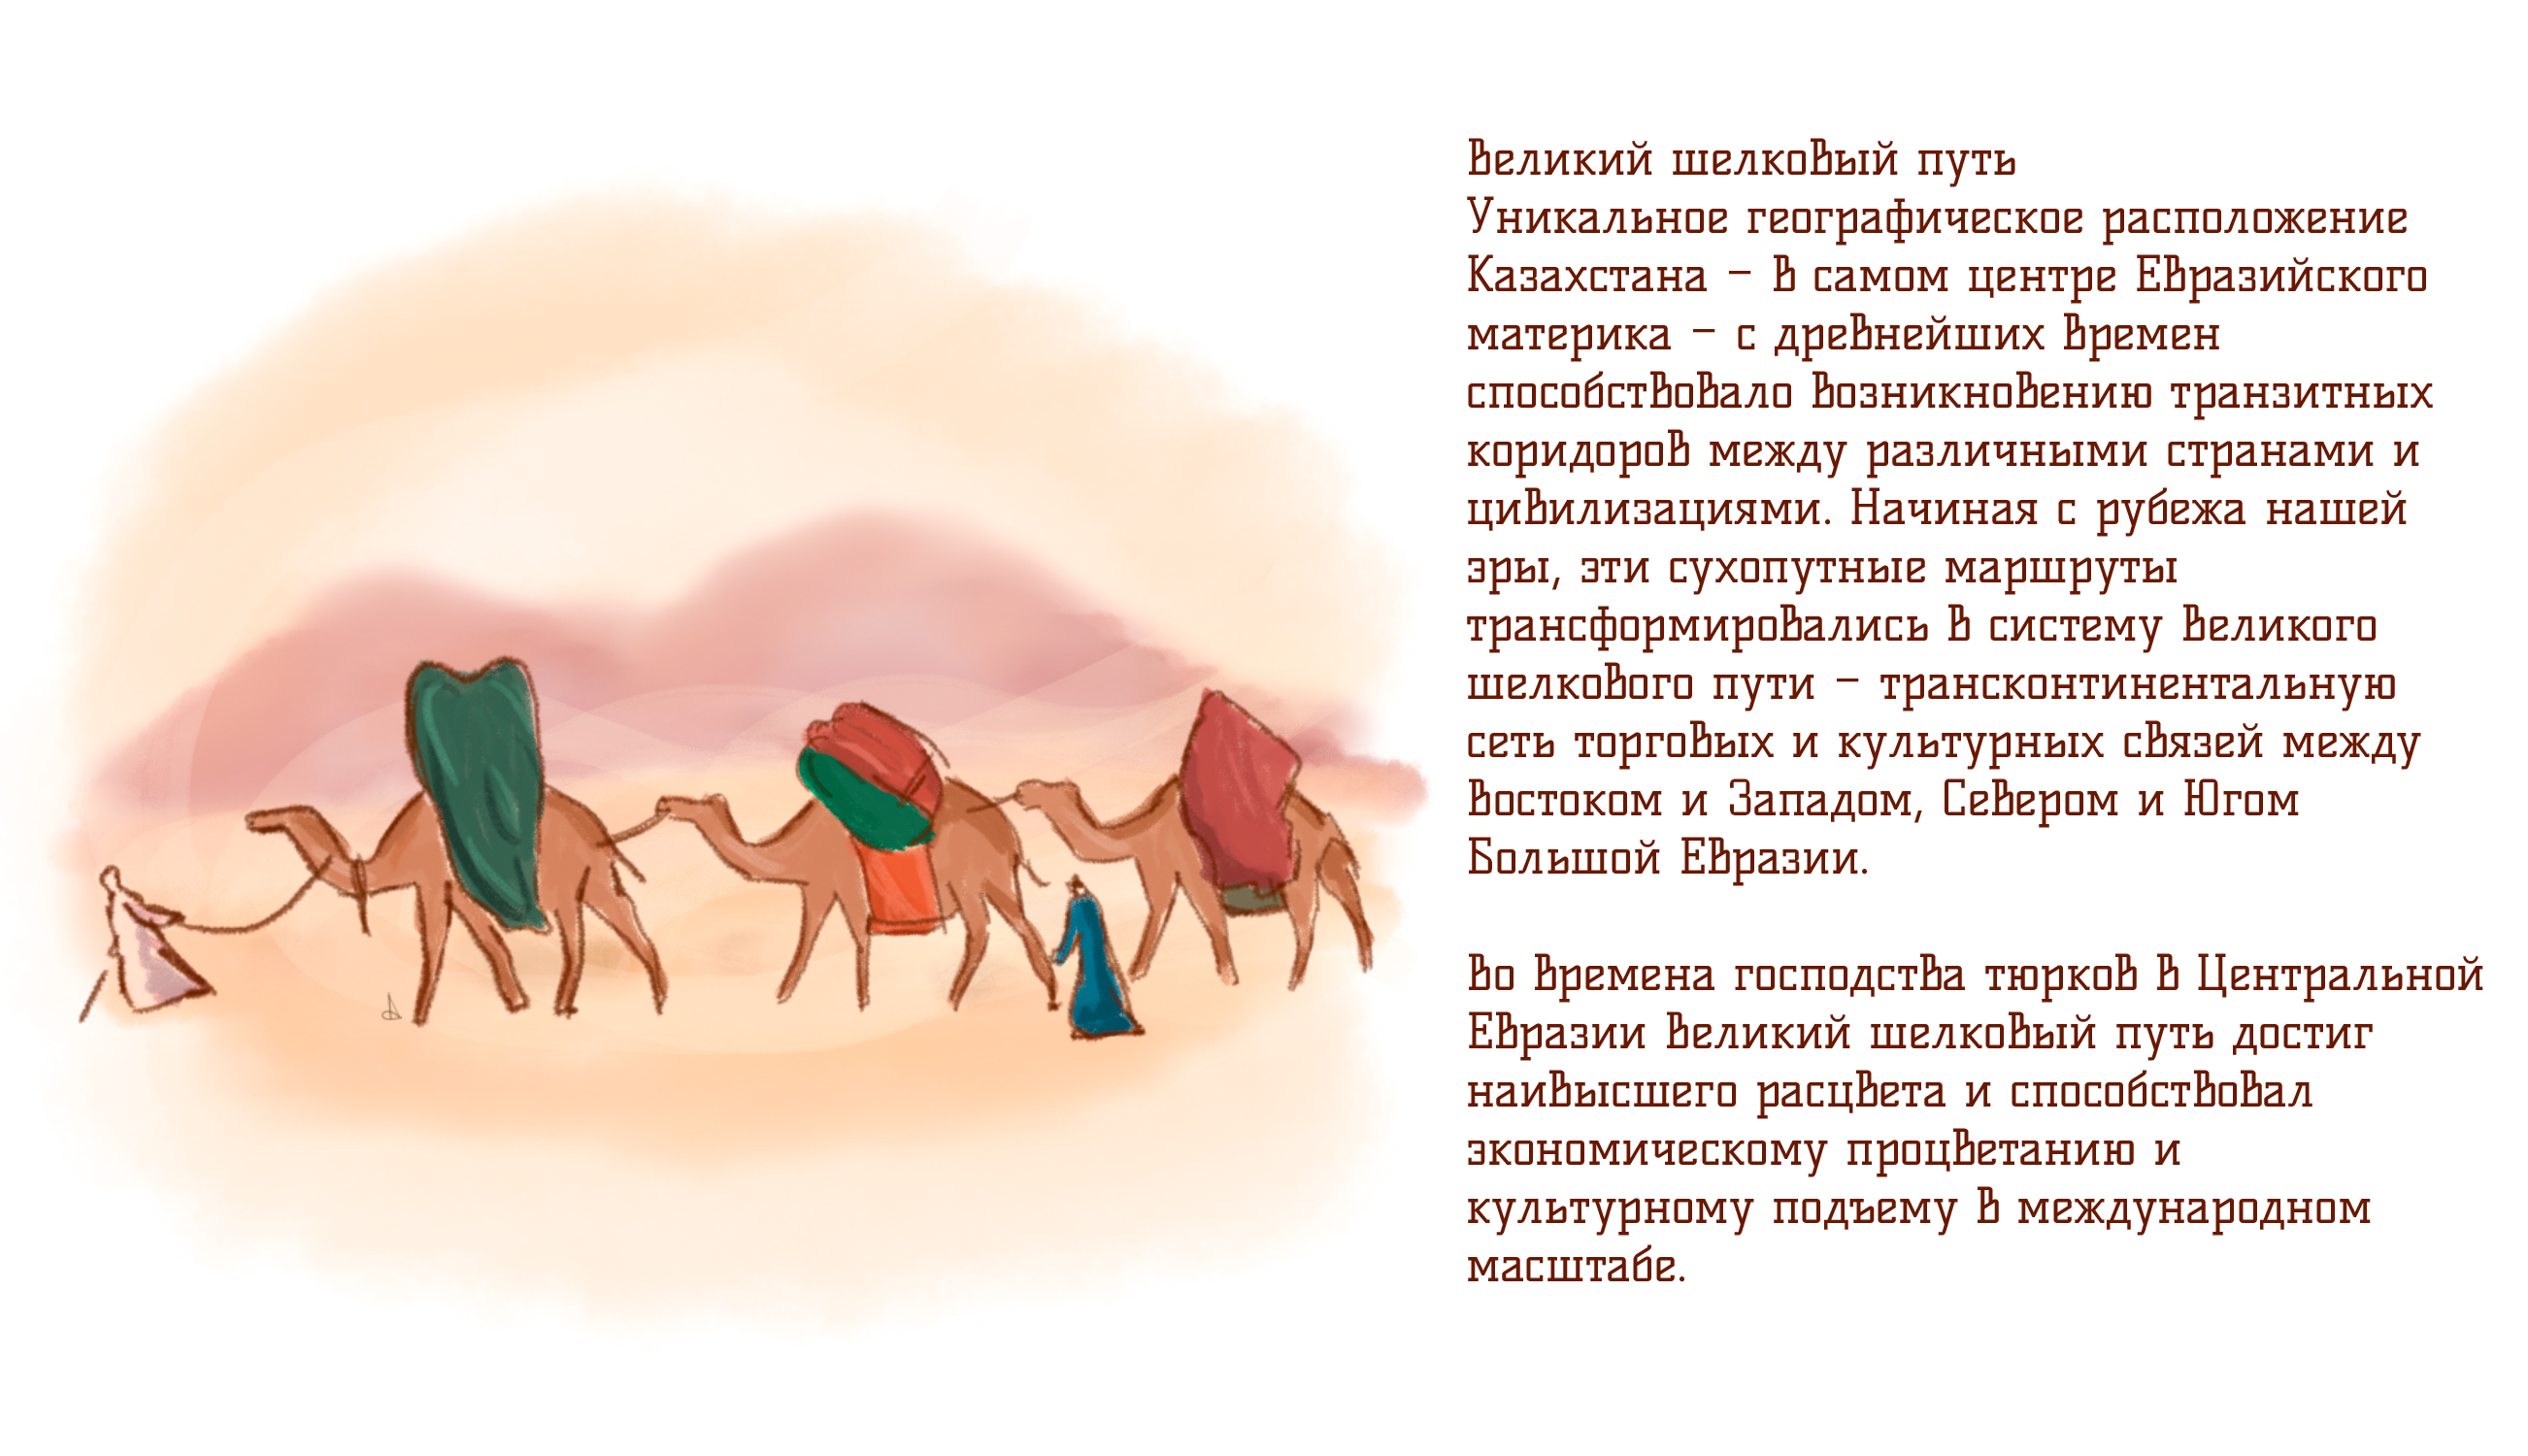 Великий шелковый путь
Уникальное географическое расположение
Казахстана – в самом центре Евразийского
материка – с древнейших времен
способствовало возникновению транзитных
коридоров между различными странами и
цивилизациями. Начиная с рубежа нашей
эры, эти сухопутные маршруты
трансформировались в систему Великого
шелкового пути – трансконтинентальную
сеть торговых и культурных связей между
Востоком и Западом, Севером и Югом
Большой Евразии.
Во времена господства тюрков в Центральной
Евразии Великий шелковый путь достиг
наивысшего расцвета и способствовал
экономическому процветанию и
культурному подъему в международном
масштабе.